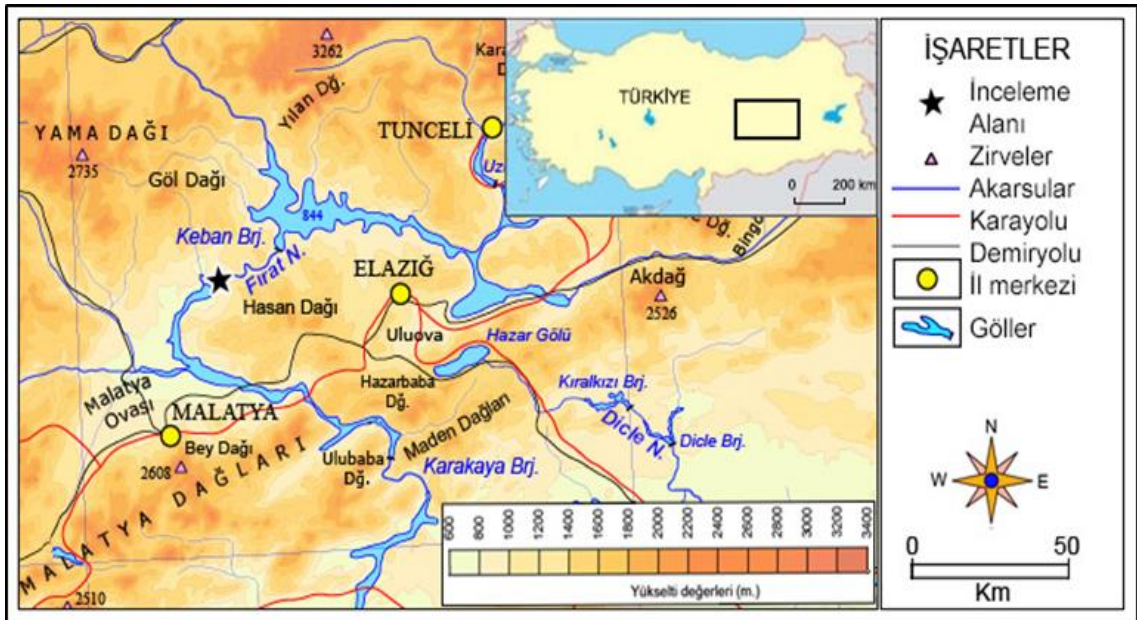 3262
Kara
D
Yılan Dğ.
TUNCELİ
YAMA DAĞI
2735
Göl Dağı
Uz
844
Keban Brj.
Fırat N.
ELAZIĞ
Hasan Dağı
Uluova
Hazar Gölü
Akdağ
2526
Dğ.
Bingö
Malatya
Ovası
MALATYA
Bey Dağı
2608
Hazarbaba
Dğ.
Maden Dağları
Kıralkızı Brj.
Dicle N.
Dicle Brj.
Ulubaba
Dğ.
Karakaya Brj.
MALATYA DAĞLARI
2510
TÜRKİYE
0 200 km
600 800 1000 1200 1400 1600 1800 2000 2200 2400 2600 2800 3000 3200 3400
Yükselti değerleri (m.)
İŞARETLER
İnceleme
Alanı
Zirveler
Akarsular
Karayolu
Demiryolu
İl merkezi
Göller
N
W E
S
0 50
Km